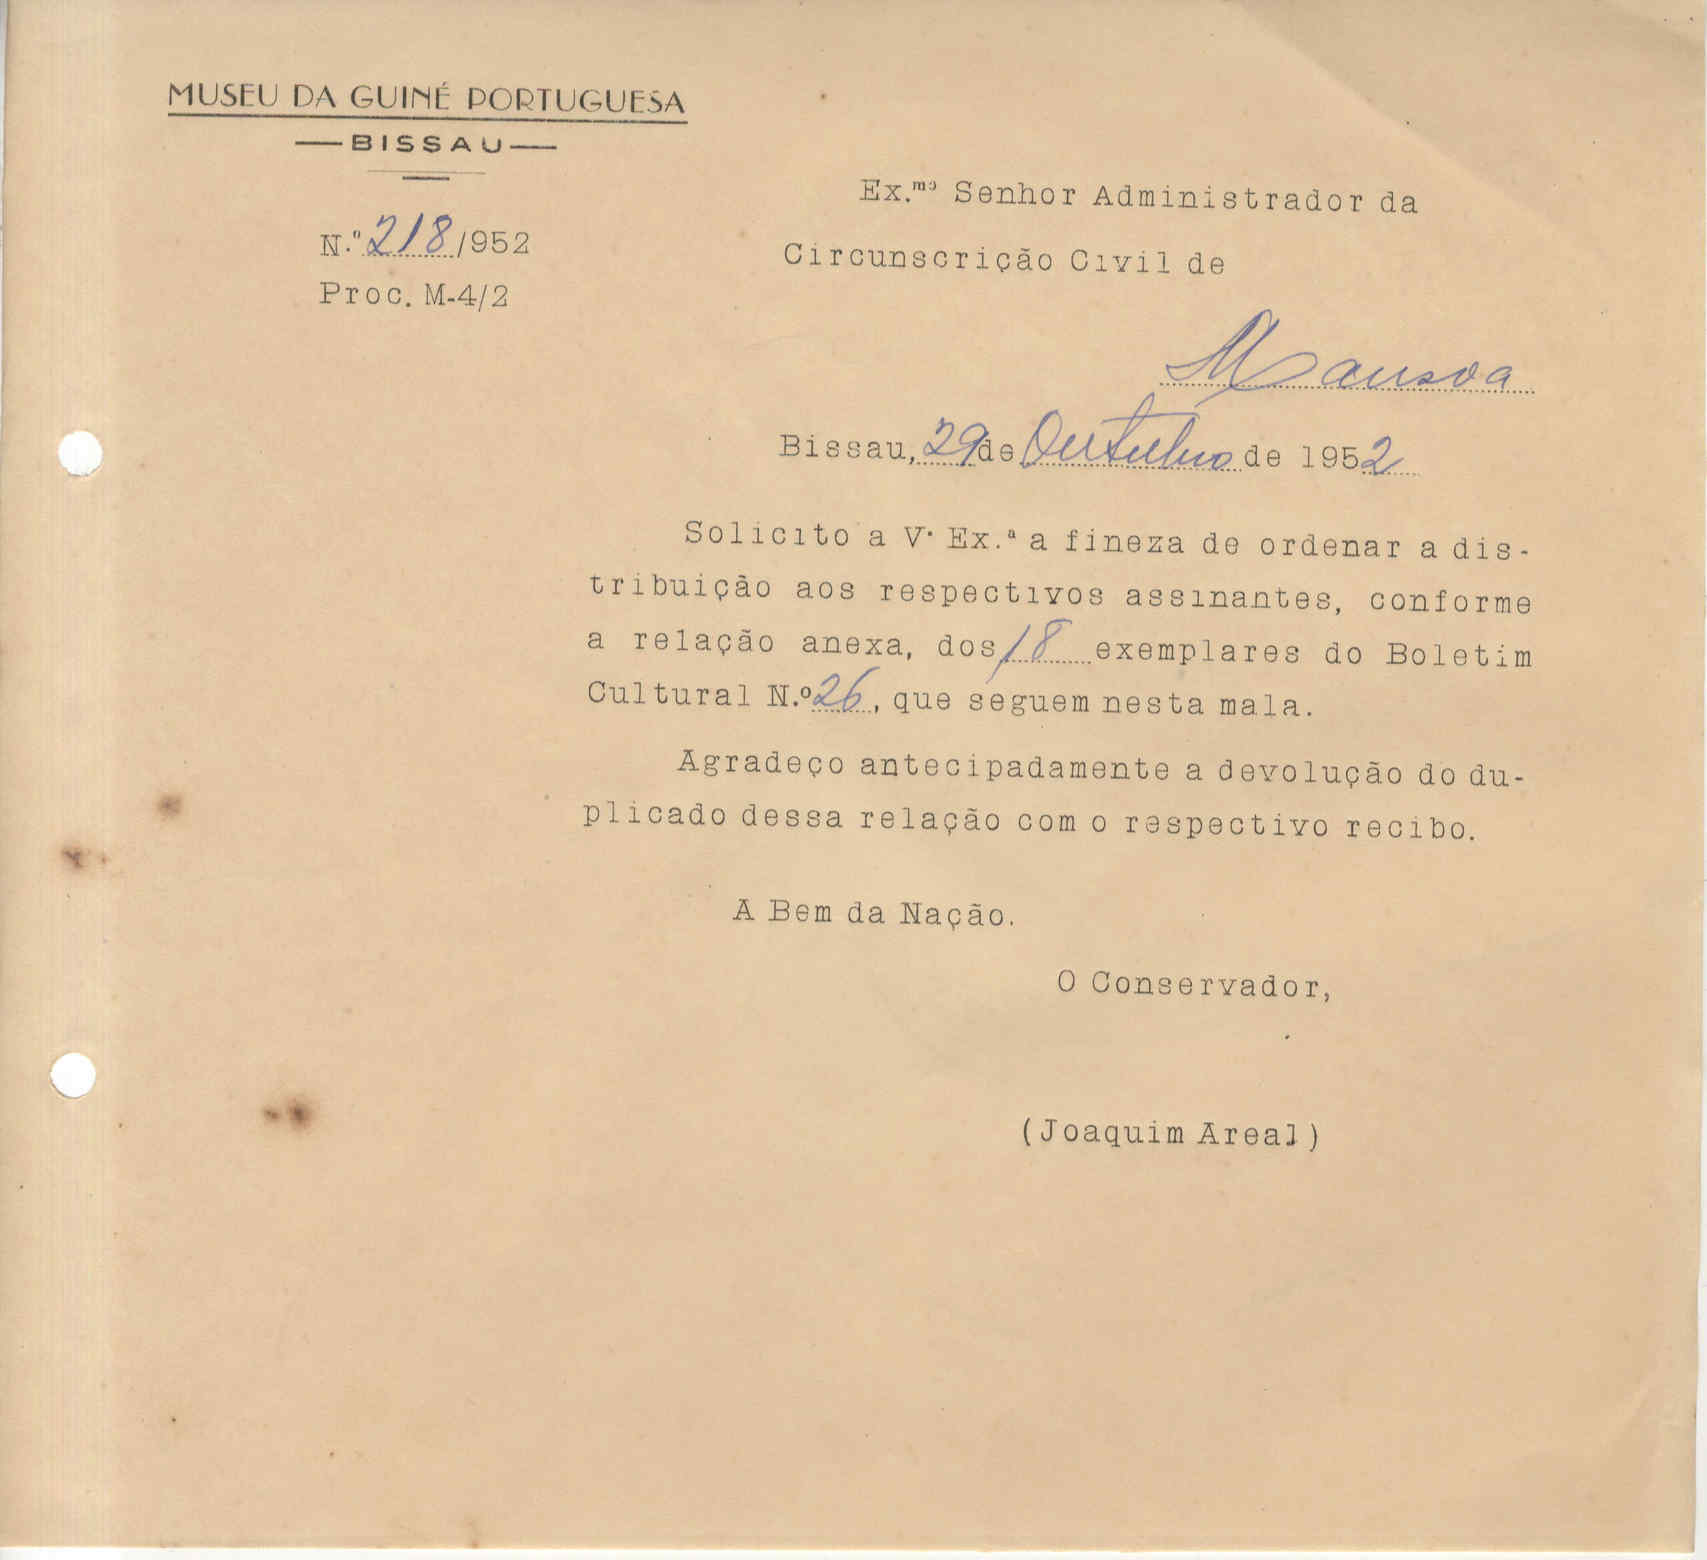 MUSEU DA GUINÉ PORTUGUESA
BISSAU
N.º 218/952
Proc. M-4/2
Ex.mo Senhor Administrador da
Circunscrição Civil de
Mansoa
Bissau, 29 de Outubro de 1952
Solicito a V. Ex.ª a fineza de ordenar a dis-
tribuição aos respectivos assinantes, conforme
a relação anexa, dos 18 exemplares do Boletim
Cultural N.º 26, que seguem nesta mala.
Agradeço antecipadamente a devolução do du-
plicado dessa relação com o respectivo recibo.
A Bem da Nação.
O Conservador,
(Joaquim Areal)